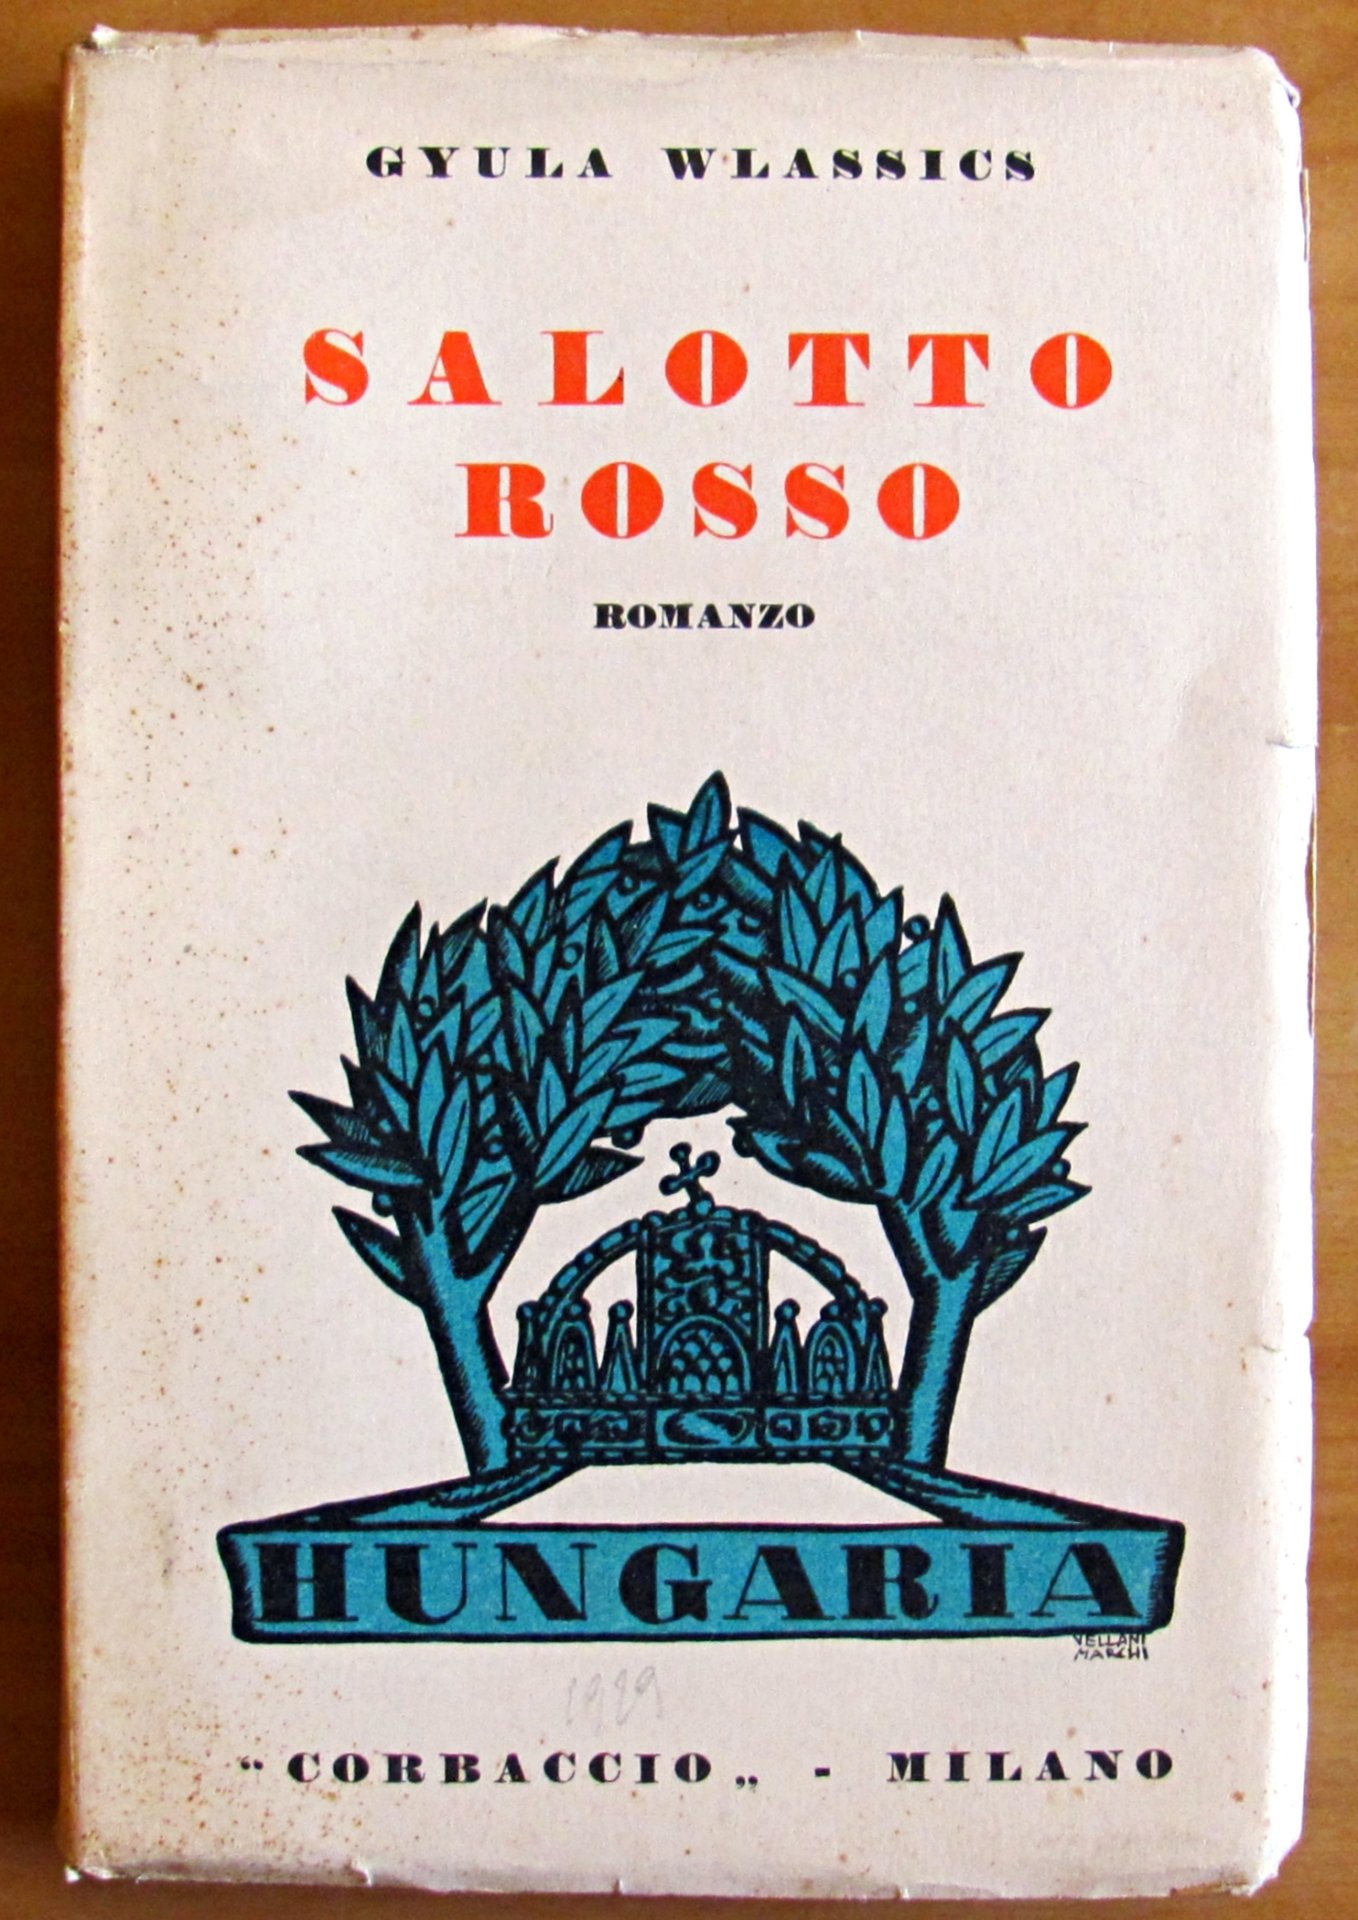 GYULA WLASSICS
SALOTTO
ROSSO
ROMANZO
HUNGARIA
VELLANI
MARCHI
1929
“CORBACCIO„ - MILANO